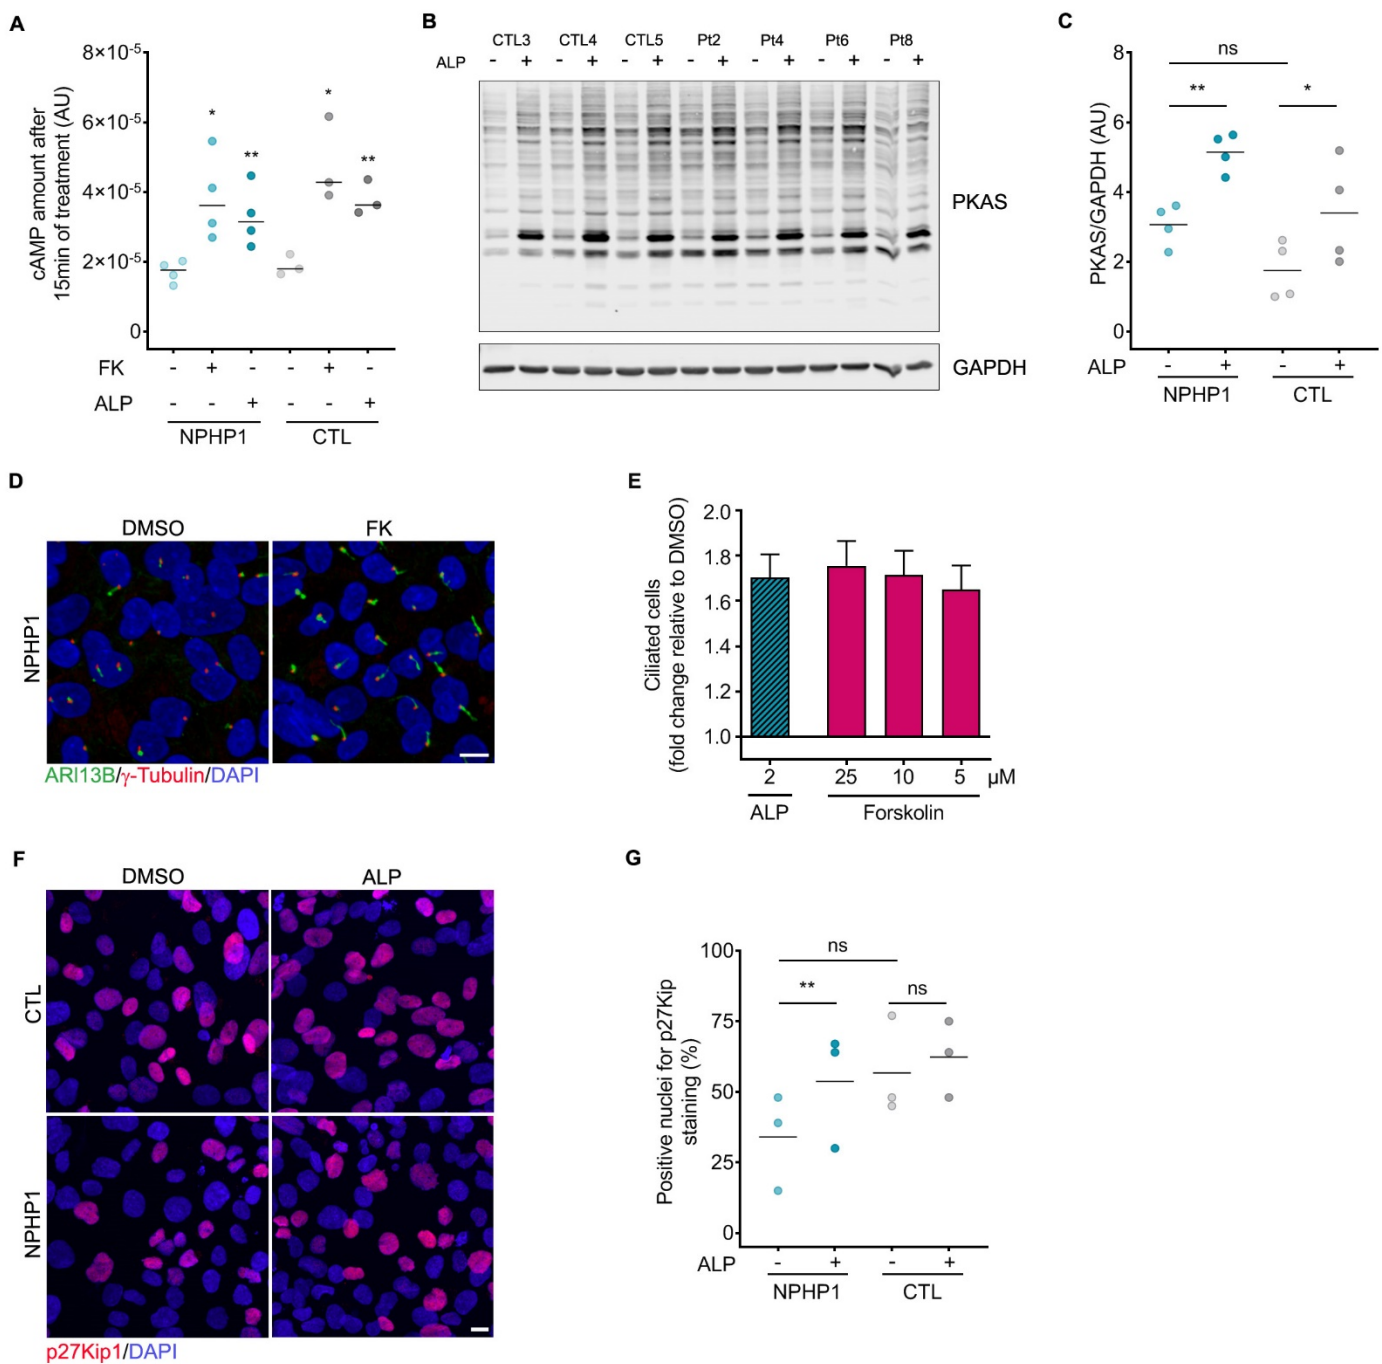 A
8×10-5
6×10-5
4×10-5
2×10-5
0
cAMP amount after
15min of treatment (AU)
* ** * **
FK - + - - + -
ALP - - + - - +
NPHP1 CTL
B
CTL3 CTL4 CTL5 Pt2 Pt4 Pt6 Pt8
ALP - + - + - + - + - + - + - +
PKAS
GAPDH
C
8
6
4
2
0
PKAS/GAPDH (AU)
ns
** *
ALP - + - +
NPHP1 CTL
D
DMSO FK
NPHP1
ARl13B/γ-Tubulin/DAPI
E
2.0
1.8
1.6
1.4
1.2
1.0
Ciliated cells
(fold change relative to DMSO)
2 25 10 5 µM
ALP Forskolin
F
DMSO ALP
CTL
NPHP1
p27Kip1/DAPI
G
100
75
50
25
0
Positive nuclei for p27Kip
staining (%)
ns
** ns
ALP - + - +
NPHP1 CTL